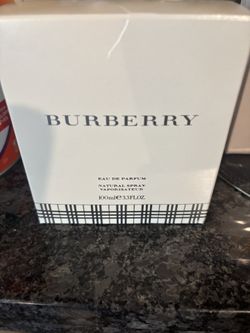 BURBERRY
EAU DE PARFUM
NATURAL SPRAY
VAPORISATEUR
100ml℮3.3FL.OZ